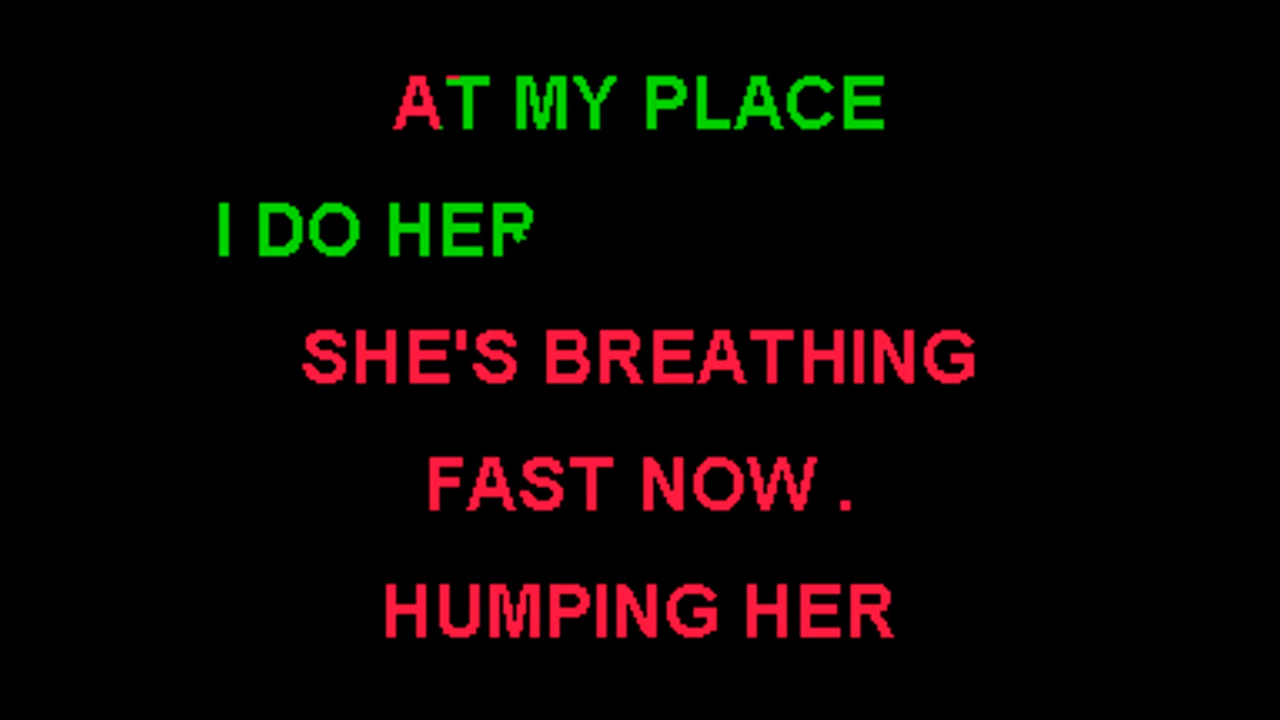 AT MY PLACE
I DO HER
SHE'S BREATHING
FAST NOW .
HUMPING HER